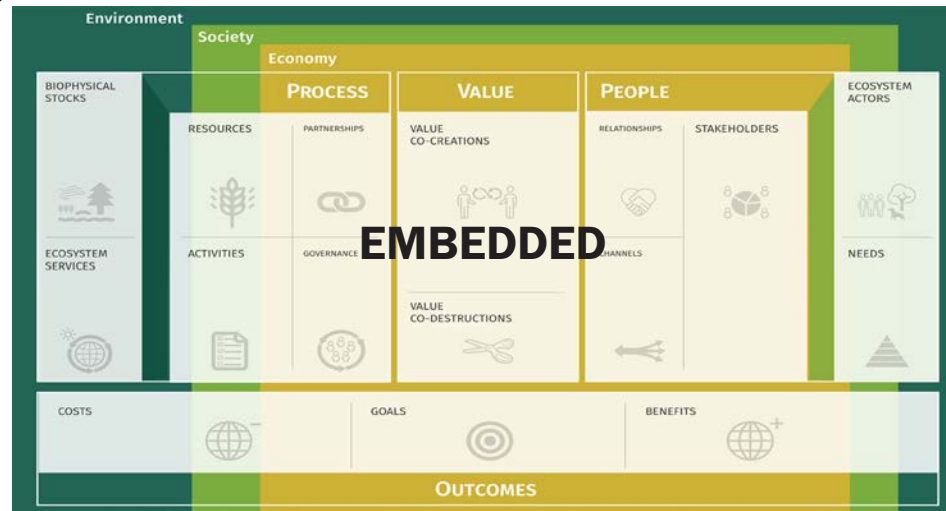 Environment
Society
Economy
BIOPHYSICAL
STOCKS
PROCESS
VALUE
PEOPLE
ECOSYSTEM
ACTORS
RESOURCES
PARTNERSHIPS
VALUE
CO-CREATIONS
RELATIONSHIPS
STAKEHOLDERS
EMBEDDED
ECOSYSTEM
SERVICES
ACTIVITIES
GOVERNANCE
CHANNELS
NEEDS
VALUE
CO-DESTRUCTIONS
COSTS
GOALS
BENEFITS
OUTCOMES